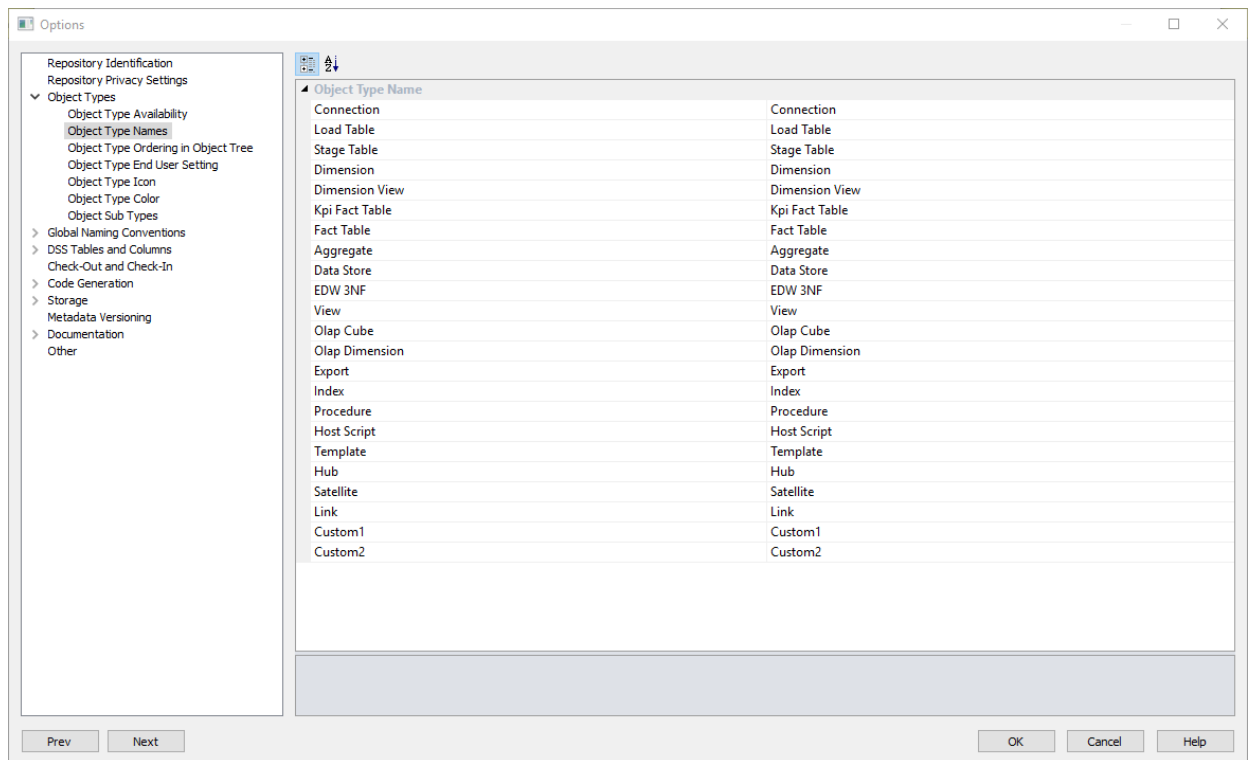 Options
Repository Identification
Repository Privacy Settings
Object Types
Object Type Availability
Object Type Names
Object Type Ordering in Object Tree
Object Type End User Setting
Object Type Icon
Object Type Color
Object Sub Types
Global Naming Conventions
DSS Tables and Columns
Check-Out and Check-In
Code Generation
Storage
Metadata Versioning
Documentation
Other
Object Type Name
Connection Connection
Load Table Load Table
Stage Table Stage Table
Dimension Dimension
Dimension View Dimension View
Kpi Fact Table Kpi Fact Table
Fact Table Fact Table
Aggregate Aggregate
Data Store Data Store
EDW 3NF EDW 3NF
View View
Olap Cube Olap Cube
Olap Dimension Olap Dimension
Export Export
Index Index
Procedure Procedure
Host Script Host Script
Template Template
Hub Hub
Satellite Satellite
Link Link
Custom1 Custom1
Custom2 Custom2
Prev Next OK Cancel Help